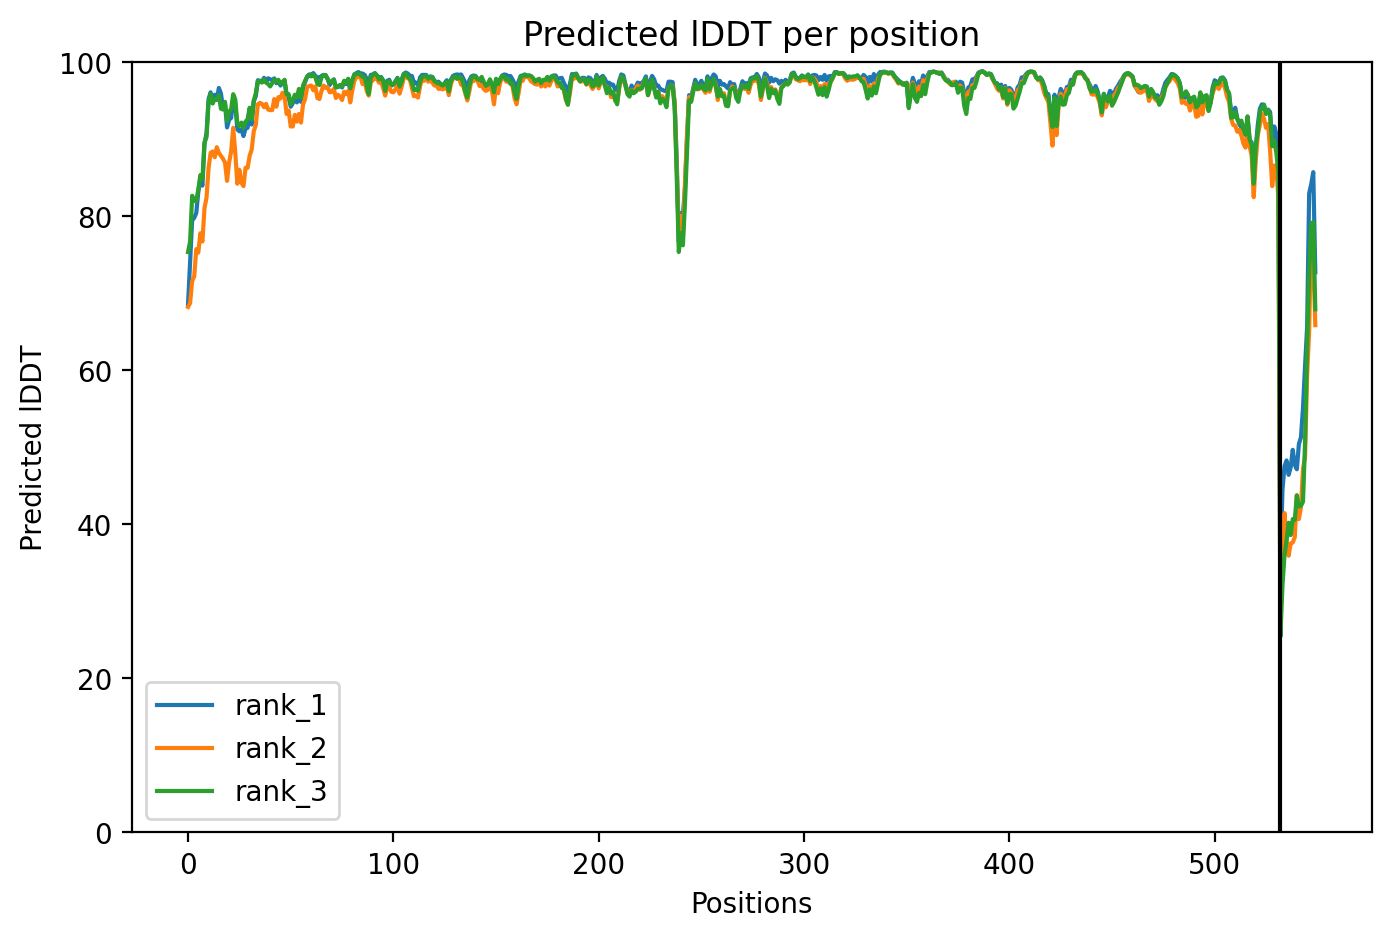 Predicted lDDT per position
100
80
60
40
20
0
Predicted lDDT
rank_1
rank_2
rank_3
0 100 200 300 400 500
Positions